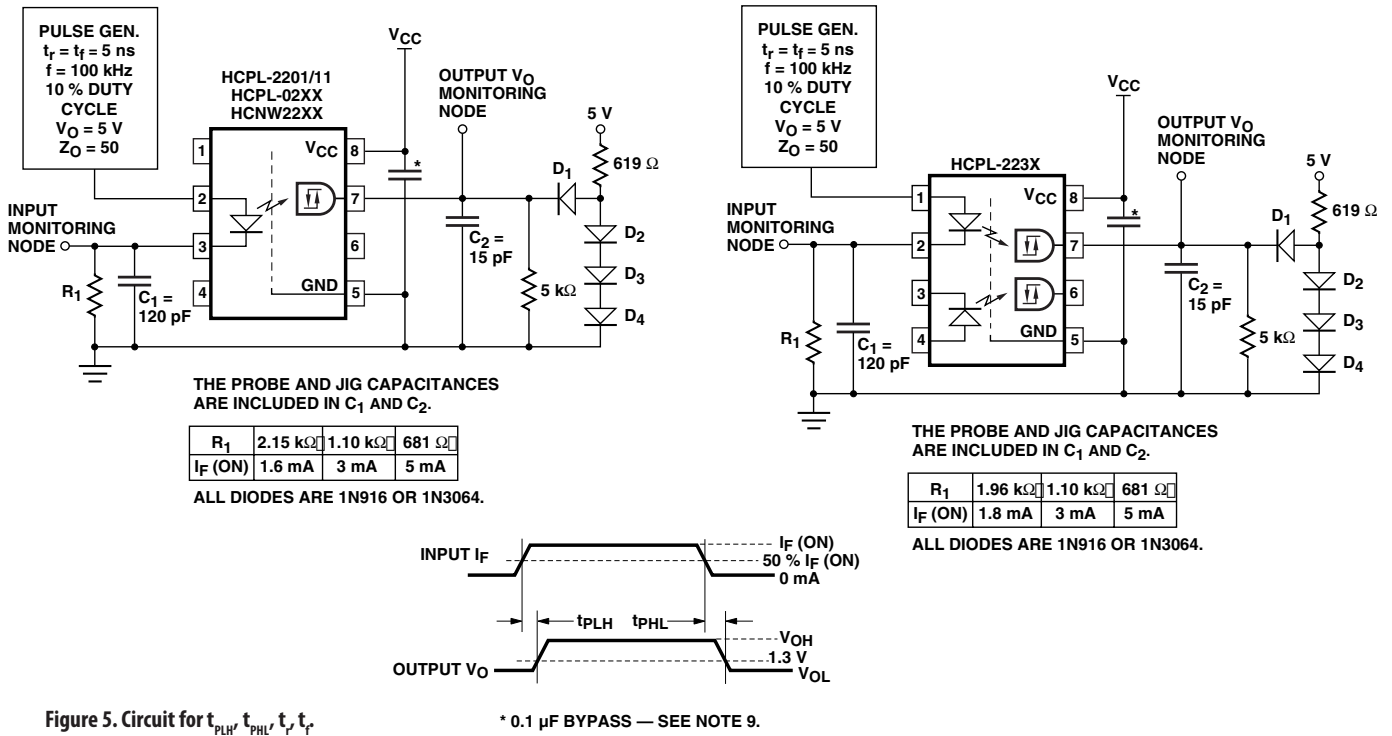 PULSE GEN.
tr = tf = 5 ns
f = 100 kHz
10 % DUTY
CYCLE
VO = 5 V
ZO = 50
HCPL-2201/11
HCPL-02XX
HCNW22XX
VCC
OUTPUT VO
MONITORING
NODE
5 V
619 Ω
D1
D2
D3
D4
1
2
3
4
VCC 8
7
6
GND 5
*
INPUT
MONITORING
NODE
R1
C1 =
120 pF
C2 =
15 pF
5 kΩ
THE PROBE AND JIG CAPACITANCES
ARE INCLUDED IN C1 AND C2.
R1 2.15 kΩ 1.10 kΩ 681 Ω
IF (ON) 1.6 mA 3 mA 5 mA
ALL DIODES ARE 1N916 OR 1N3064.
PULSE GEN.
tr = tf = 5 ns
f = 100 kHz
10 % DUTY
CYCLE
VO = 5 V
ZO = 50
HCPL-223X
VCC
OUTPUT VO
MONITORING
NODE
5 V
619 Ω
D1
D2
D3
D4
1
2
3
4
VCC 8
7
6
GND 5
*
INPUT
MONITORING
NODE
R1
C1 =
120 pF
C2 =
15 pF
5 kΩ
THE PROBE AND JIG CAPACITANCES
ARE INCLUDED IN C1 AND C2.
R1 1.96 kΩ 1.10 kΩ 681 Ω
IF (ON) 1.8 mA 3 mA 5 mA
ALL DIODES ARE 1N916 OR 1N3064.
INPUT IF
IF (ON)
50 % IF (ON)
0 mA
tPLH tPHL
OUTPUT VO
VOH
1.3 V
VOL
Figure 5. Circuit for tPLH, tPHL, tr, tf.
* 0.1 µF BYPASS — SEE NOTE 9.